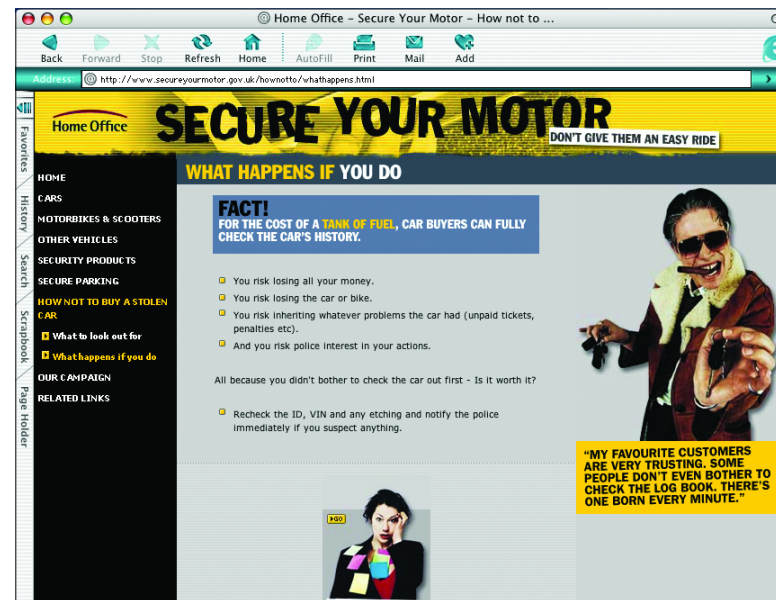 Home Office – Secure Your Motor – How not to ...
Back Forward Stop Refresh Home AutoFill Print Mail Add
Address: http://www.secureyourmotor.gov.uk/hownotto/whathappens.html
Favorites
History
Search
Scrapbook
Page Holder
Home Office
SECURE YOUR MOTOR
DON'T GIVE THEM AN EASY RIDE
HOME
CARS
MOTORBIKES & SCOOTERS
OTHER VEHICLES
SECURITY PRODUCTS
SECURE PARKING
HOW NOT TO BUY A STOLEN
CAR
What to look out for
What happens if you do
OUR CAMPAIGN
RELATED LINKS
WHAT HAPPENS IF YOU DO
FACT!
FOR THE COST OF A TANK OF FUEL, CAR BUYERS CAN FULLY
CHECK THE CAR'S HISTORY.
You risk losing all your money.
You risk losing the car or bike.
You risk inheriting whatever problems the car had (unpaid tickets,
penalties etc).
And you risk police interest in your actions.
All because you didn't bother to check the car out first - Is it worth it?
Recheck the ID, VIN and any etching and notify the police
immediately if you suspect anything.
GO
"MY FAVOURITE CUSTOMERS
ARE VERY TRUSTING. SOME
PEOPLE DON'T EVEN BOTHER TO
CHECK THE LOG BOOK. THERE'S
ONE BORN EVERY MINUTE."